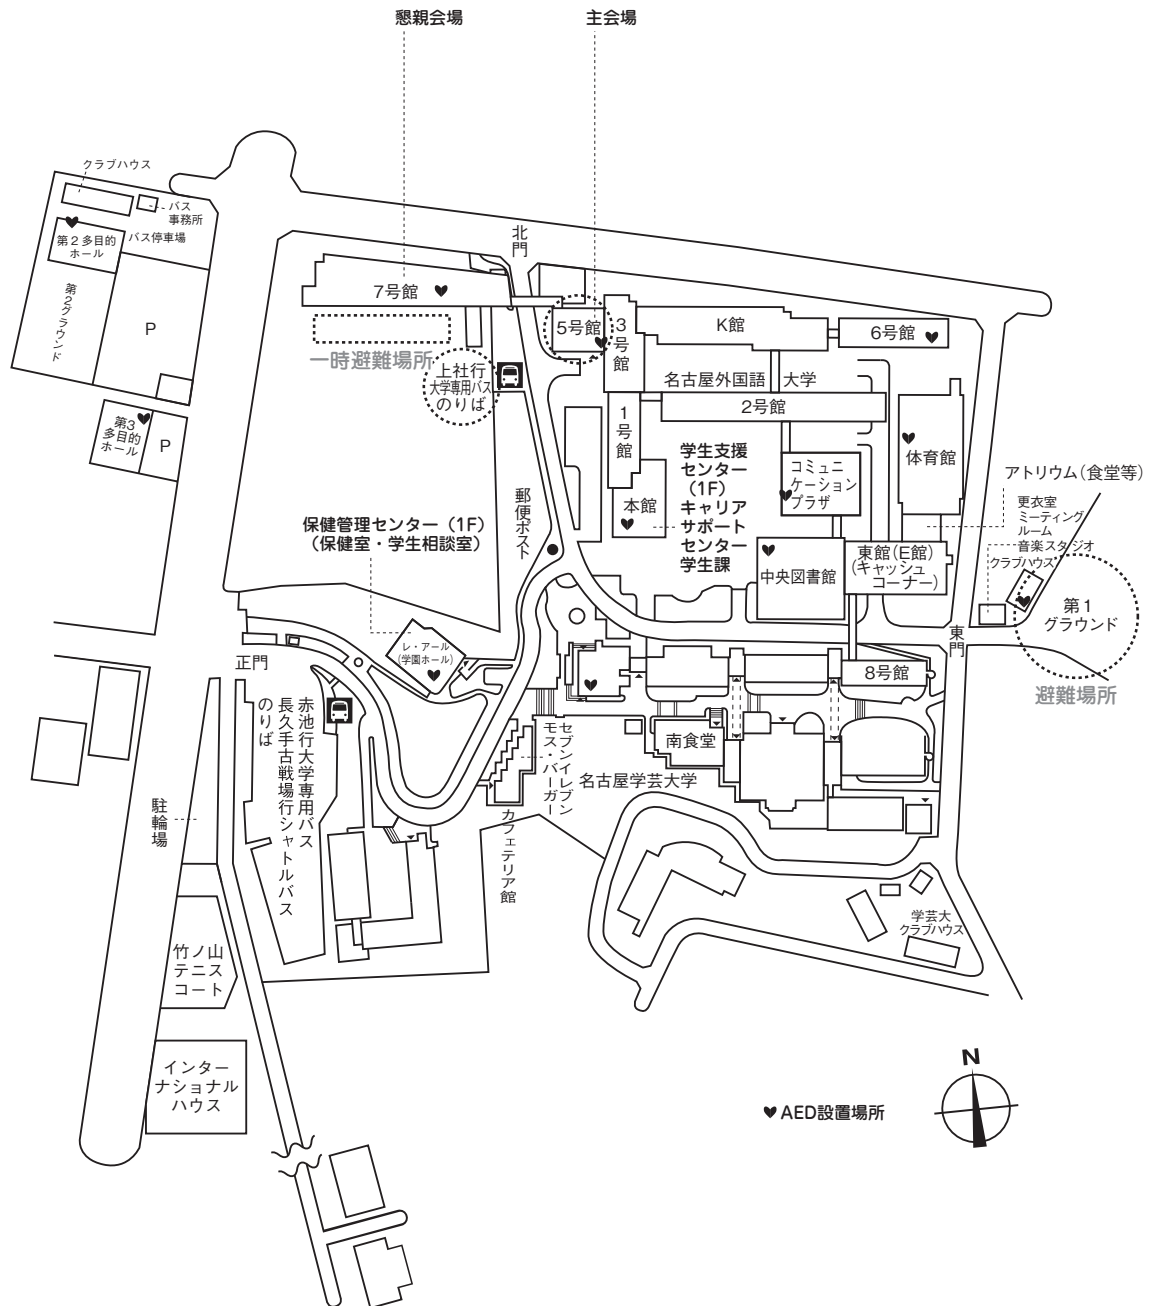 懇親会場
主会場
クラブハウス
バス
事務所
第2多目的
ホール
バス停車場
第2グラウンド
P
第3
多目的
ホール
P
北門
7号館
5号館
3号館
K館
6号館
一時避難場所
上社行
大学専用バス
のりば
名古屋外国語
大学
2号館
1号館
学生支援
センター
(1F)
キャリア
サポート
センター
学生課
本館
コミュニ
ケーション
プラザ
体育館
アトリウム(食堂等)
更衣室
ミーティング
ルーム
音楽スタジオ
クラブハウス
郵便ポスト
保健管理センター(1F)
(保健室・学生相談室)
中央図書館
東館(E館)
(キャッシュ
コーナー)
第1
グラウンド
避難場所
東門
正門
レ・アール
(学園ホール)
8号館
赤池行大学専用バス
長久手古戦場行シャトルバス
のりば
セブンイレブン
モス・バーガー
南食堂
名古屋学芸大学
カフェテリア館
駐輪場
学芸大
クラブハウス
竹ノ山
テニス
コート
インター
ナショナル
ハウス
N
AED設置場所